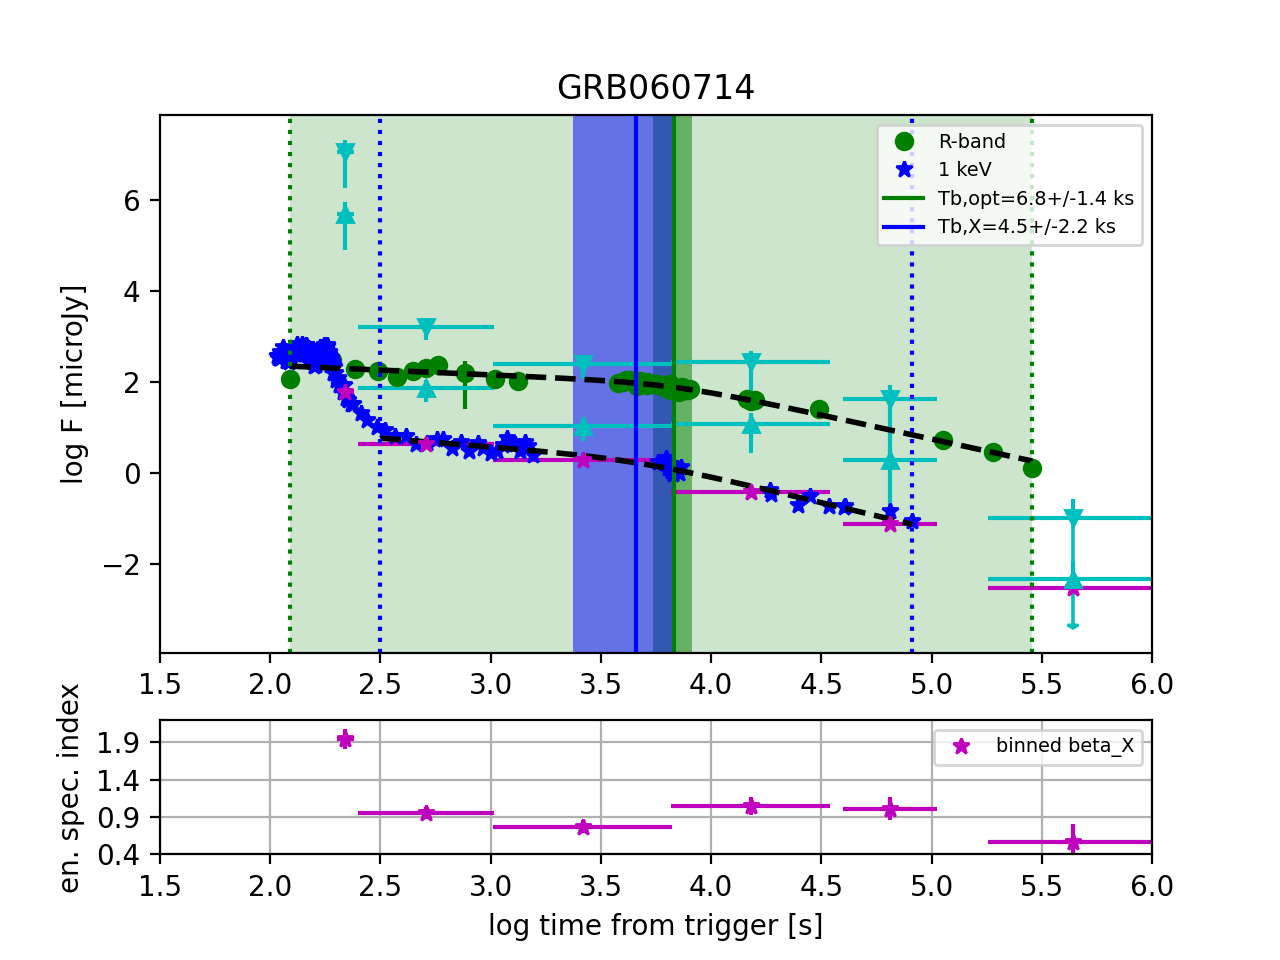 GRB060714
log F [microJy]
6
4
2
0
−2
R-band
1 keV
Tb,opt=6.8+/-1.4 ks
Tb,X=4.5+/-2.2 ks
1.5 2.0 2.5 3.0 3.5 4.0 4.5 5.0 5.5 6.0
en. spec. index
1.9
1.4
0.9
0.4
binned beta_X
1.5 2.0 2.5 3.0 3.5 4.0 4.5 5.0 5.5 6.0
log time from trigger [s]